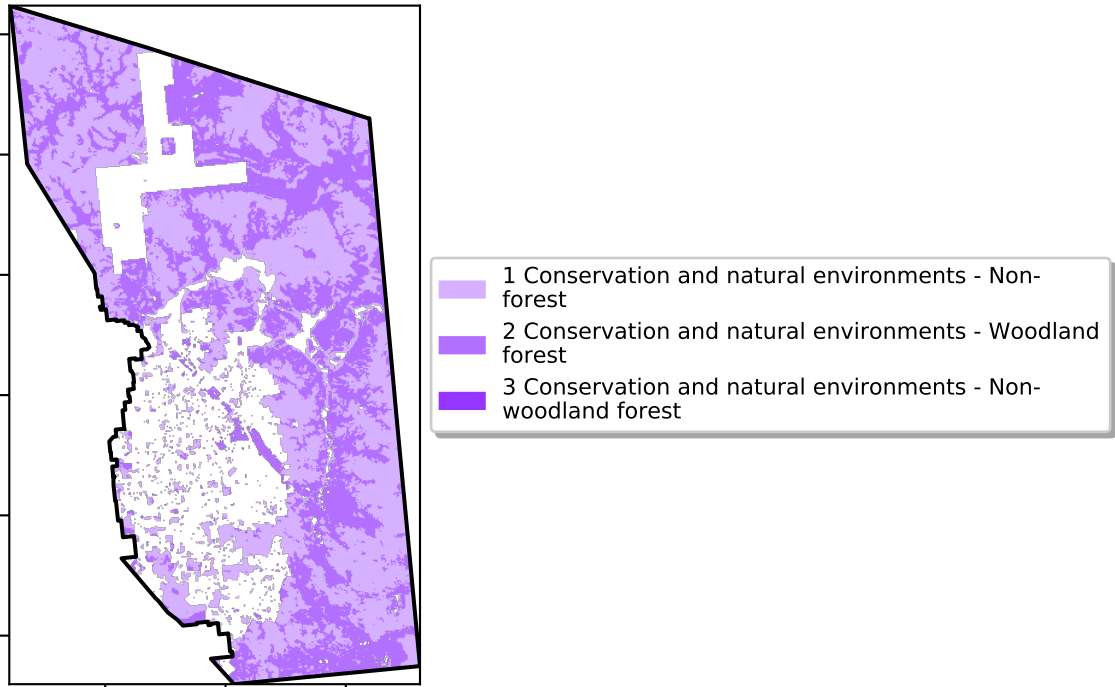 1 Conservation and natural environments - Non-
forest
2 Conservation and natural environments - Woodland
forest
3 Conservation and natural environments - Non-
woodland forest